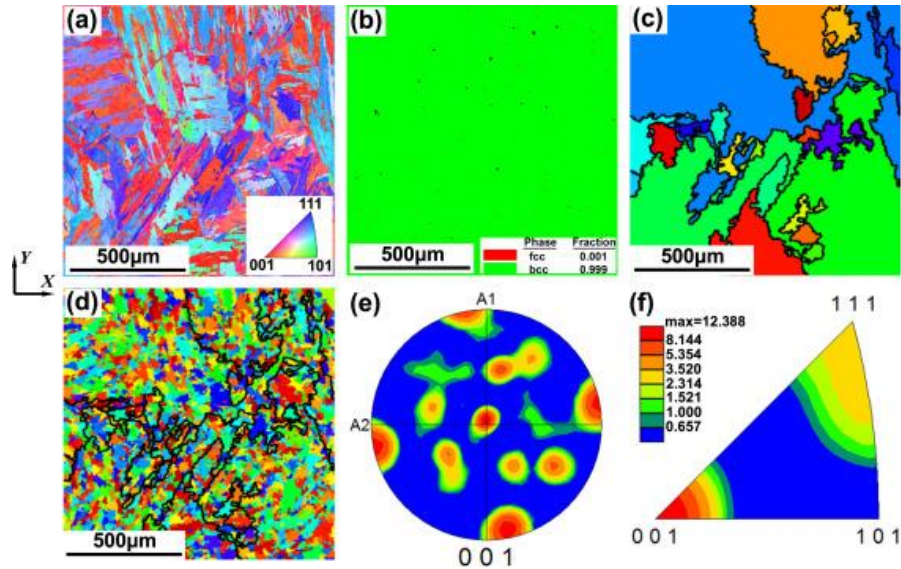 (a)
111
001
101
500μm
(b)
500μm
Phase Fraction
fcc 0.001
bcc 0.999
(c)
500μm
Y
X
(d)
500μm
(e)
A1
A2
0 0 1
(f)
1 1 1
max=12.388
8.144
5.354
3.520
2.314
1.521
1.000
0.657
0 0 1
1 0 1